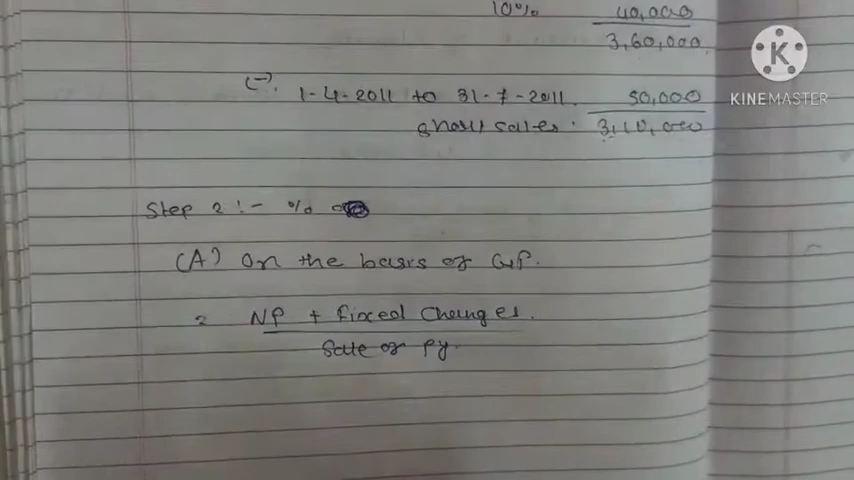 10% 40,000
3,60,000.
KINEMASTER
(-). 1-4-2011 to 31-7-2011. 50,000
short sales. 3,10,000
Step 2 :- %
(A) On the basis of G.P.
= NP + fixed Charges.
Sale of Py.